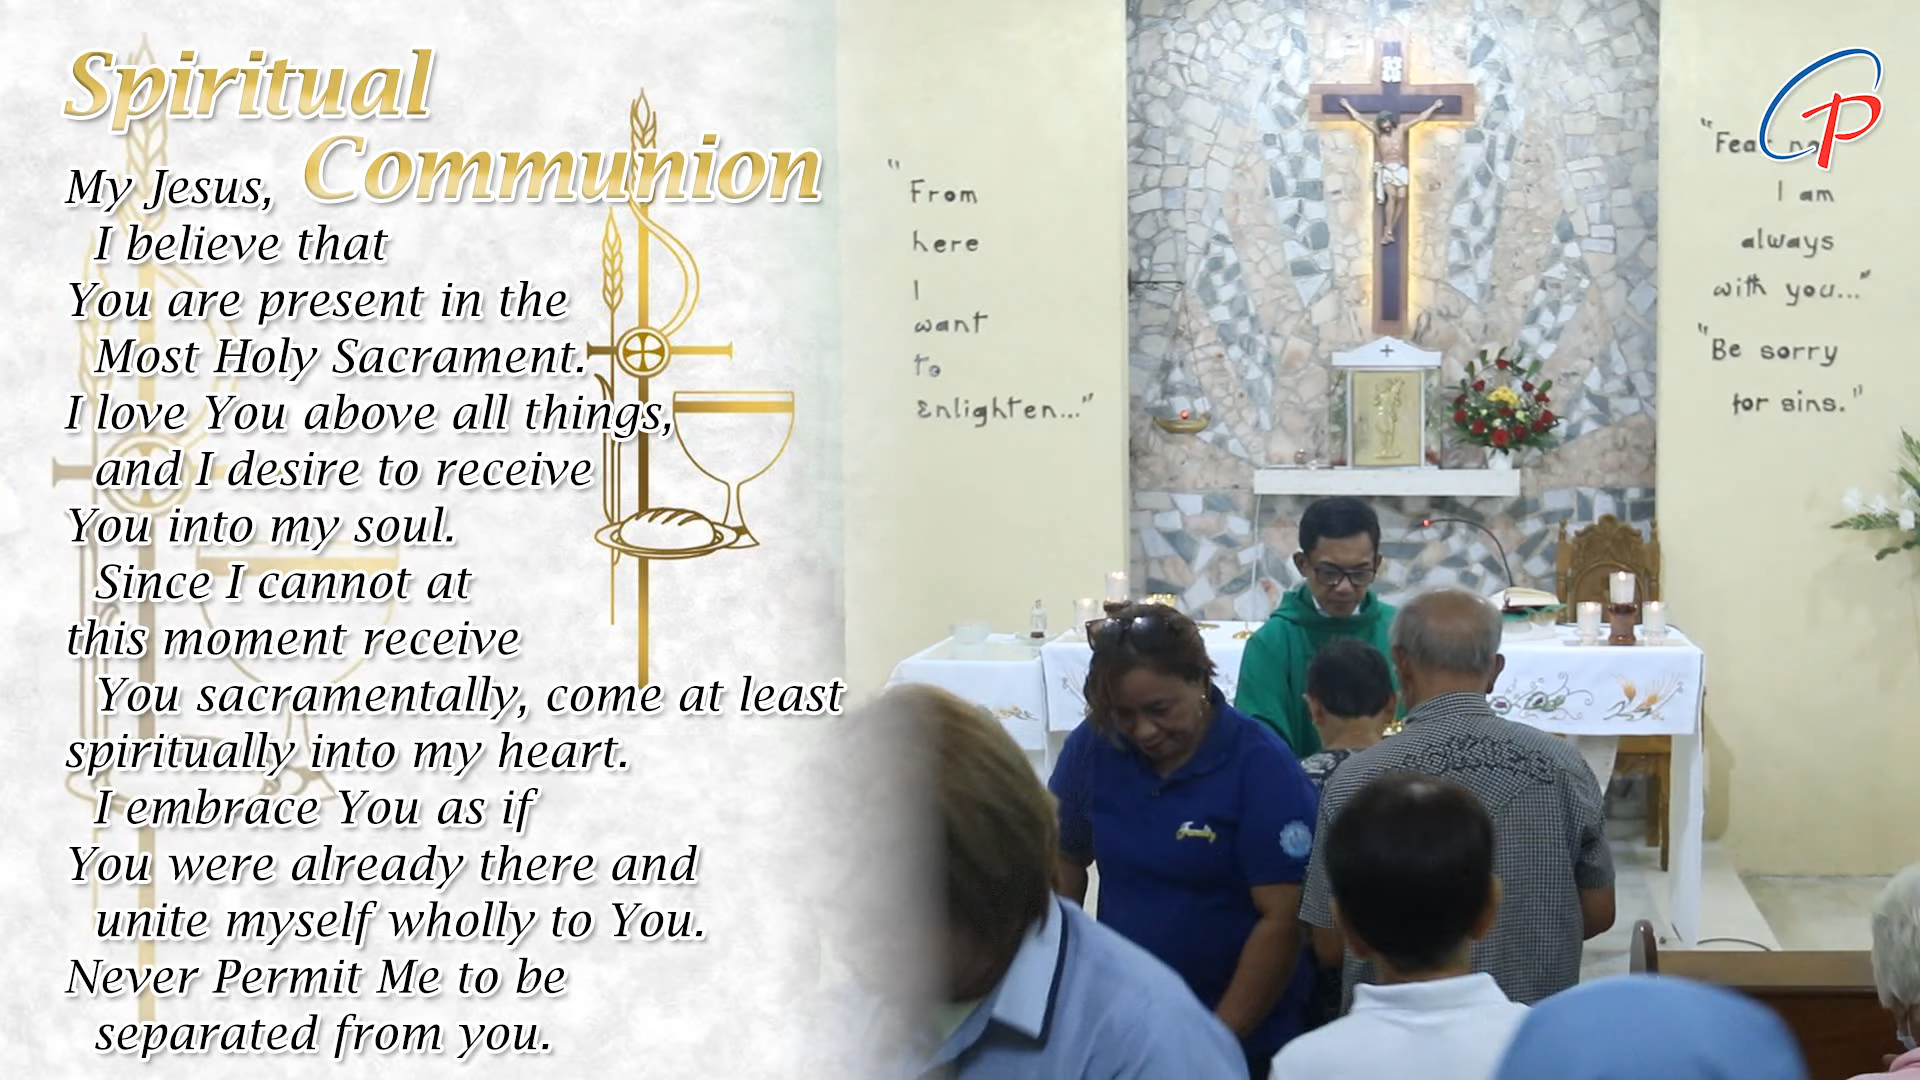 Spiritual
Communion
My Jesus,
I believe that
You are present in the
Most Holy Sacrament.
I love You above all things,
and I desire to receive
You into my soul.
Since I cannot at
this moment receive
You sacramentally, come at least
spiritually into my heart.
I embrace You as if
You were already there and
unite myself wholly to You.
Never Permit Me to be
separated from you.
"From
here
I
want
to
Enlighten..."
CP
"Fear
I am
always
with you..."
"Be sorry
for sins."
Family